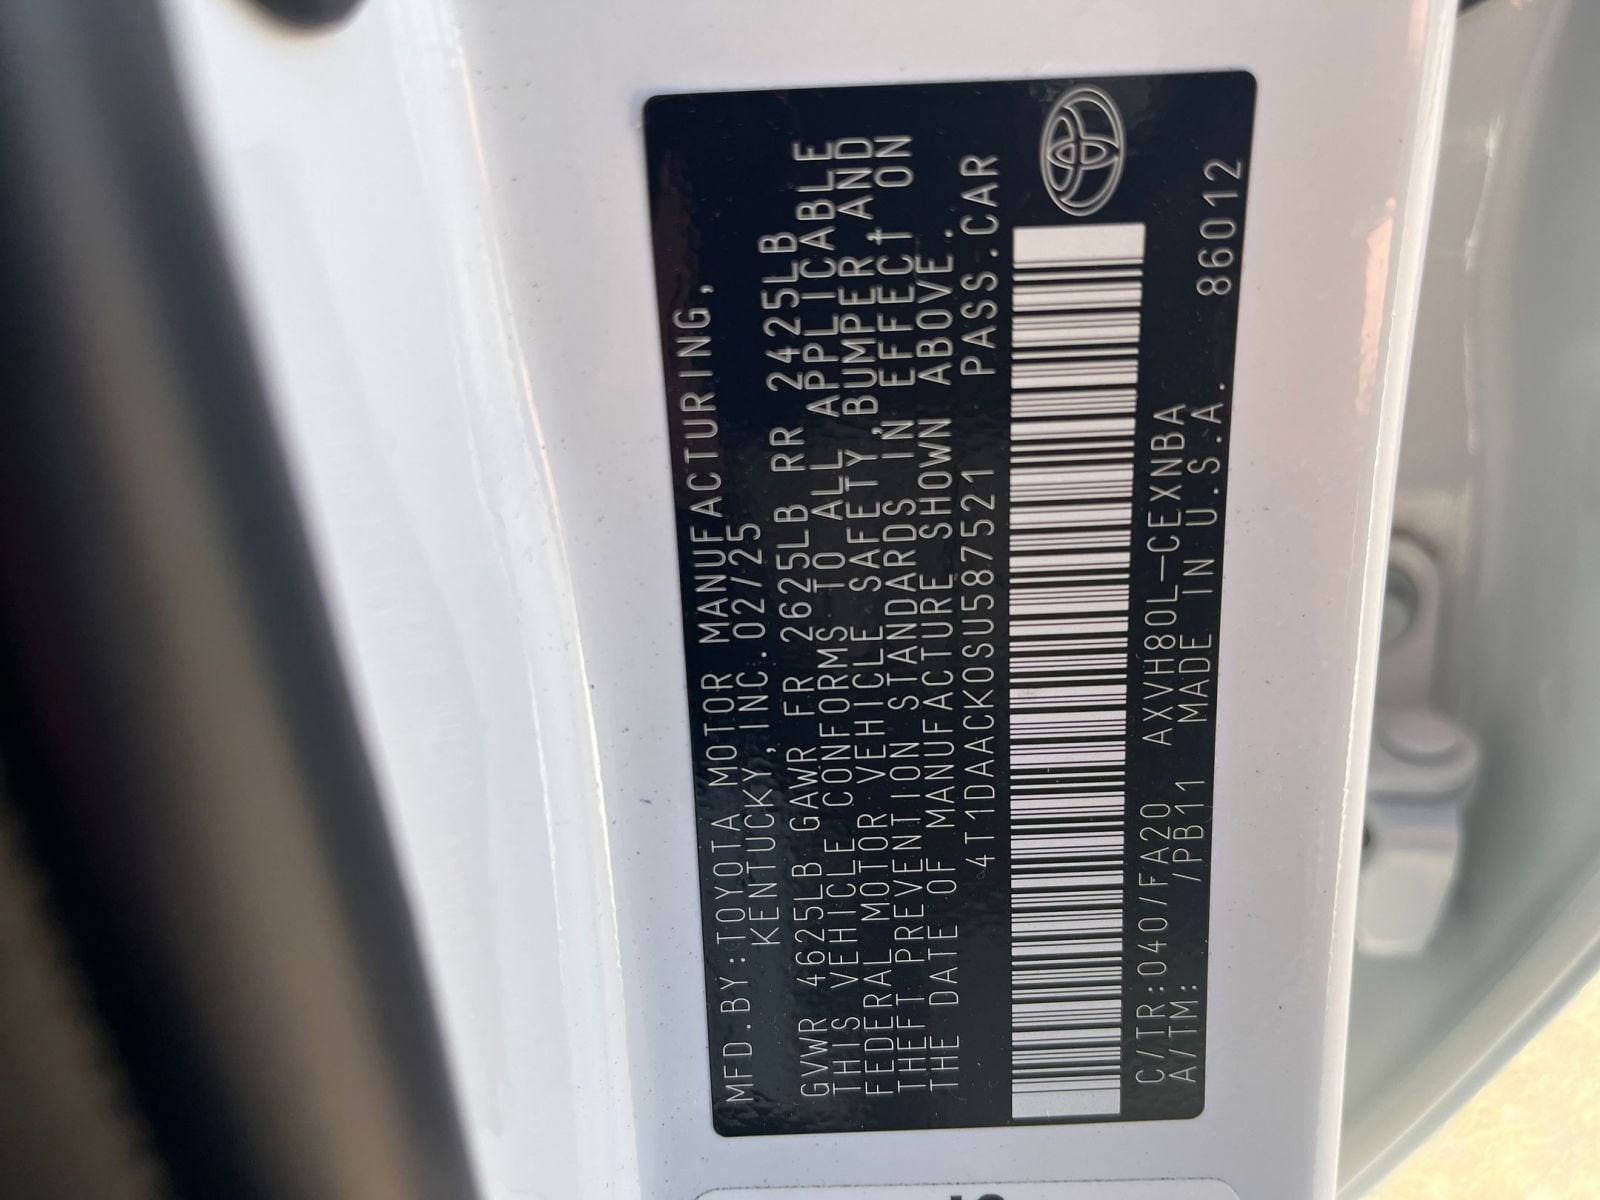 MFD.BY:TOYOTA MOTOR MANUFACTURING,
KENTUCKY,INC.02/25
GVWR 4625LB GAWR FR 2625LB RR 2425LB
THIS VEHICLE CONFORMS TO ALL APPLICABLE
FEDERAL MOTOR VEHICLE SAFETY,BUMPER,AND
THEFT PREVENTION STANDARDS IN EFFECT ON
THE DATE OF MANUFACTURE SHOWN ABOVE.
4T1DAACK0SU587521 PASS.CAR
C/TR:040/FA20 AXVH80L-CEXNBA
A/TM: /PB11 MADE IN U.S.A. 86012